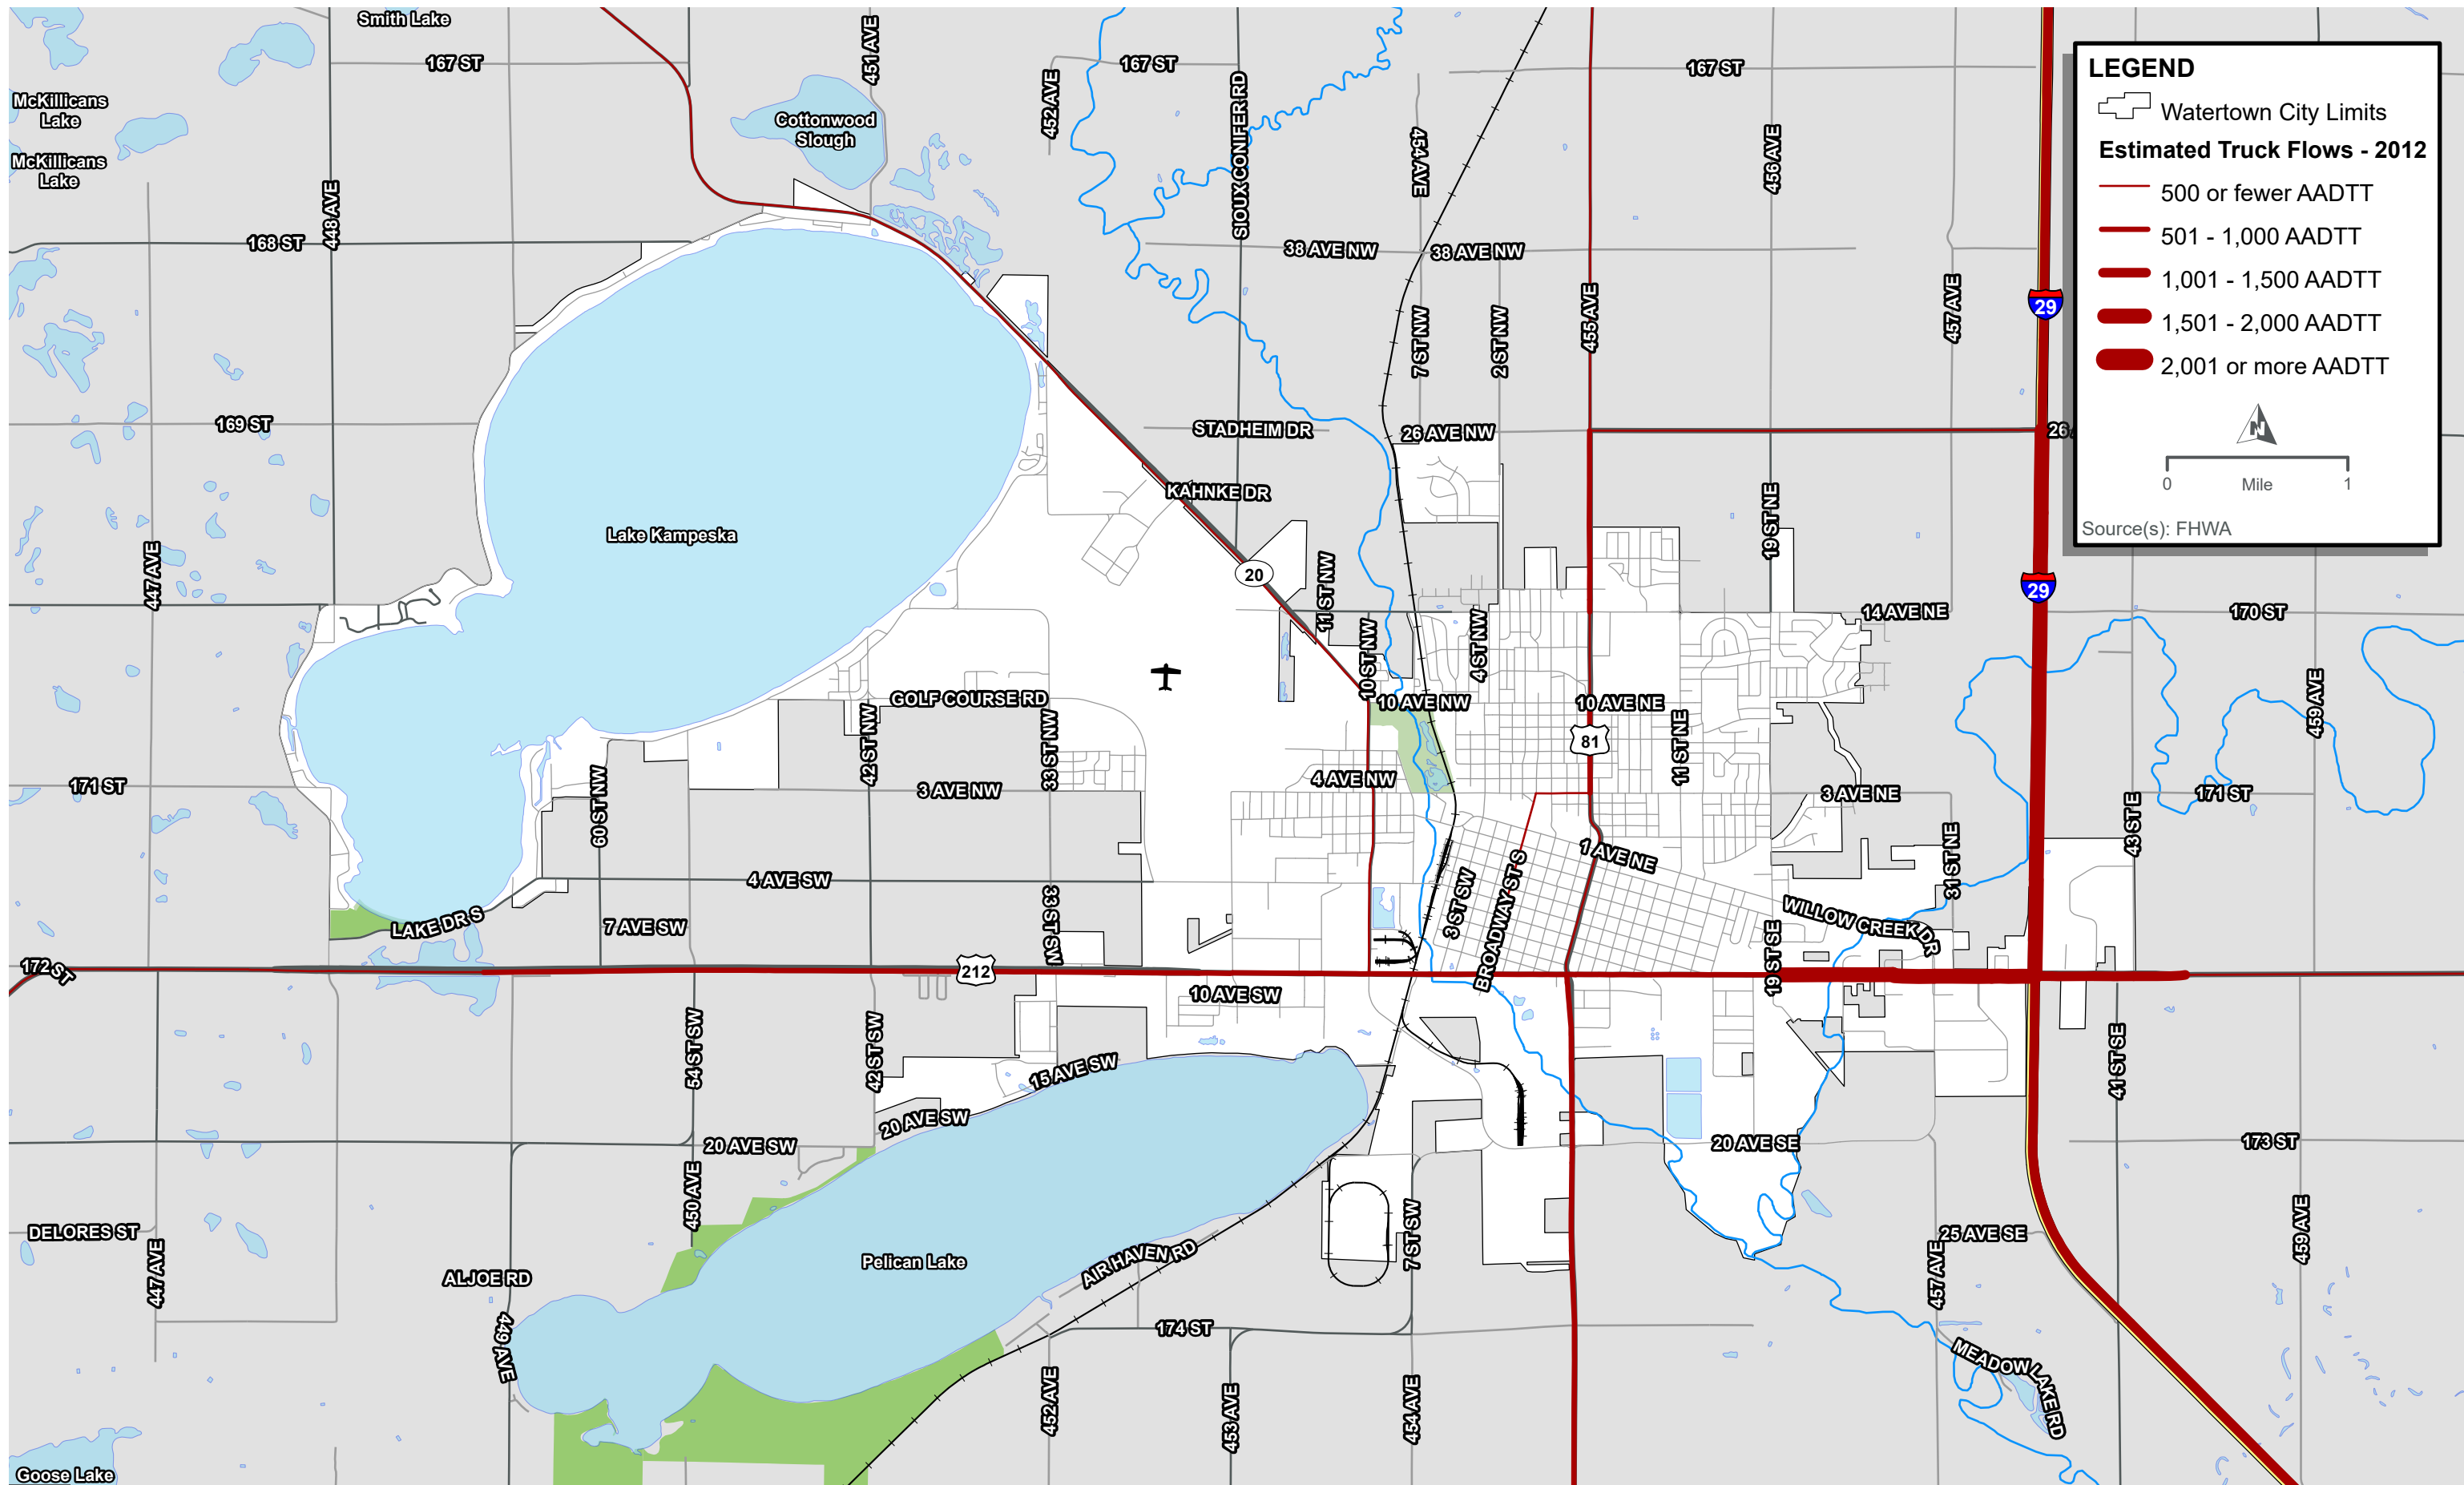 Smith Lake
167 ST
451 AVE
452 AVE
167 ST
SIOUX CONIFER RD
454 AVE
167 ST
456 AVE
McKillicans
Lake
McKillicans
Lake
Cottonwood
Slough
448 AVE
168 ST
38 AVE NW
38 AVE NW
455 AVE
457 AVE
29
LEGEND
Watertown City Limits
Estimated Truck Flows - 2012
500 or fewer AADTT
501 - 1,000 AADTT
1,001 - 1,500 AADTT
1,501 - 2,000 AADTT
2,001 or more AADTT
N
0
Mile
1
Source(s): FHWA
7 ST NW
2 ST NW
169 ST
STADHEIM DR
26 AVE NW
26
KAHNKE DR
19 ST NE
Lake Kampeska
447 AVE
20
11 ST NW
29
14 AVE NE
170 ST
10 ST NW
4 ST NW
GOLF COURSE RD
10 AVE NW
10 AVE NE
459 AVE
42 ST NW
33 ST NW
81
11 ST NE
171 ST
60 ST NW
3 AVE NW
4 AVE NW
3 AVE NE
171 ST
43 ST E
1 AVE NE
31 ST NE
4 AVE SW
33 ST SW
3 ST SW
BROADWAY ST S
LAKE DR S
7 AVE SW
WILLOW CREEK DR
19 ST SE
172 ST
212
10 AVE SW
54 ST SW
42 ST SW
41 ST SE
15 AVE SW
20 AVE SW
20 AVE SW
20 AVE SE
173 ST
450 AVE
7 ST SW
DELORES ST
447 AVE
25 AVE SE
459 AVE
457 AVE
Pelican Lake
AIR HAVEN RD
ALJOE RD
449 AVE
174 ST
MEADOW LAKE RD
452 AVE
453 AVE
454 AVE
Goose Lake